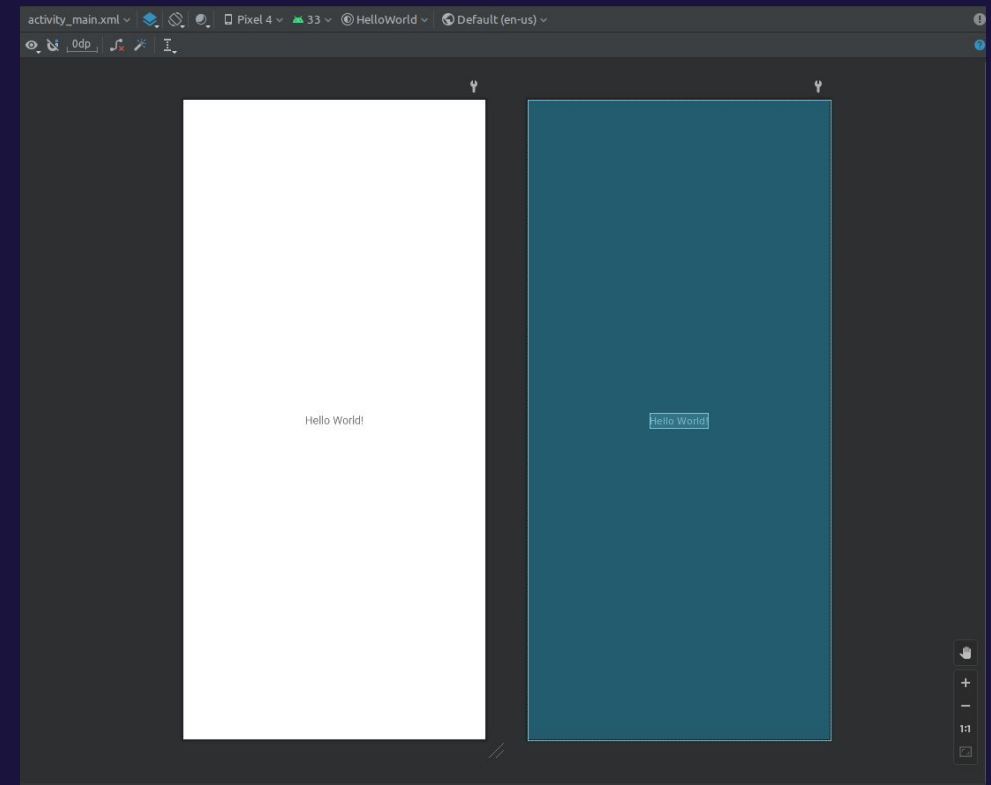 activity_main.xml Pixel 4 33 HelloWorld Default (en-us)
0dp
Hello World!
Hello World!
1:1